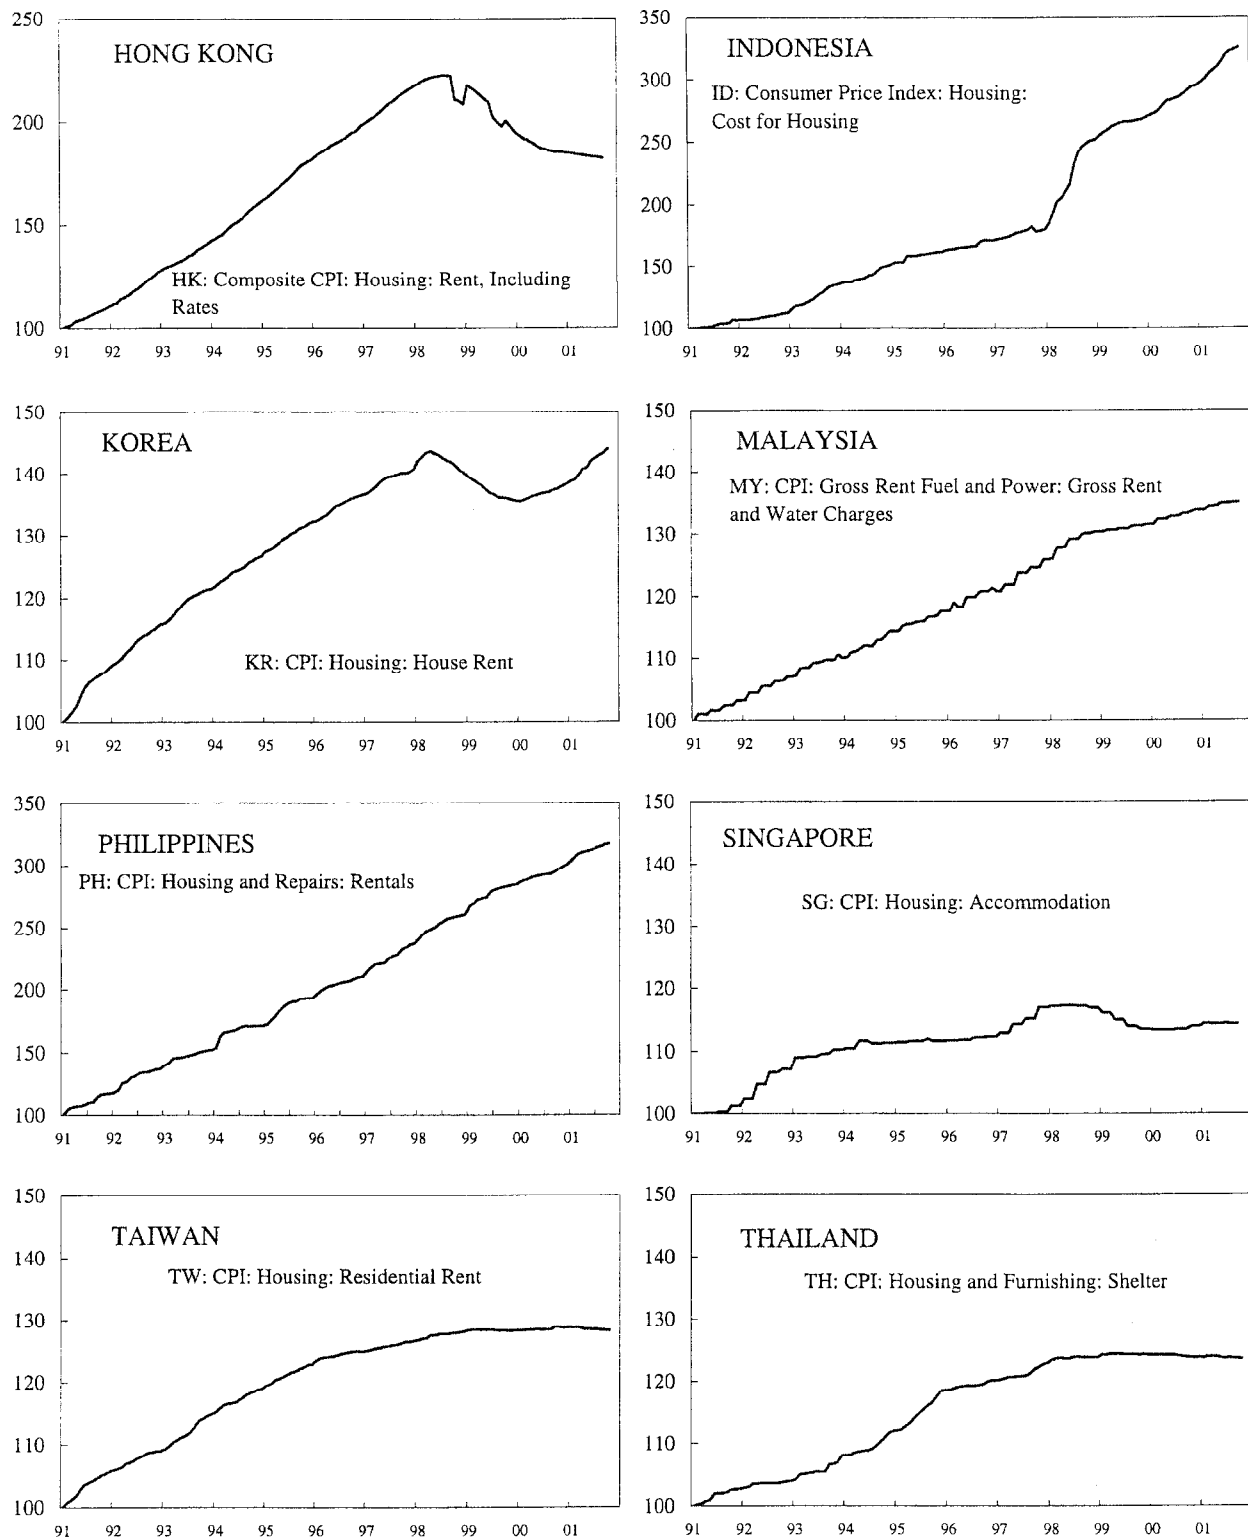 HONG KONG
HK: Composite CPI: Housing: Rent, Including
Rates
250
200
150
100
91 92 93 94 95 96 97 98 99 00 01
INDONESIA
ID: Consumer Price Index: Housing:
Cost for Housing
350
300
250
200
150
100
91 92 93 94 95 96 97 98 99 00 01
KOREA
KR: CPI: Housing: House Rent
150
140
130
120
110
100
91 92 93 94 95 96 97 98 99 00 01
MALAYSIA
MY: CPI: Gross Rent Fuel and Power: Gross Rent
and Water Charges
150
140
130
120
110
100
91 92 93 94 95 96 97 98 99 00 01
PHILIPPINES
PH: CPI: Housing and Repairs: Rentals
350
300
250
200
150
100
91 92 93 94 95 96 97 98 99 00 01
SINGAPORE
SG: CPI: Housing: Accommodation
150
140
130
120
110
100
91 92 93 94 95 96 97 98 99 00 01
TAIWAN
TW: CPI: Housing: Residential Rent
150
140
130
120
110
100
91 92 93 94 95 96 97 98 99 00 01
THAILAND
TH: CPI: Housing and Furnishing: Shelter
150
140
130
120
110
100
91 92 93 94 95 96 97 98 99 00 01